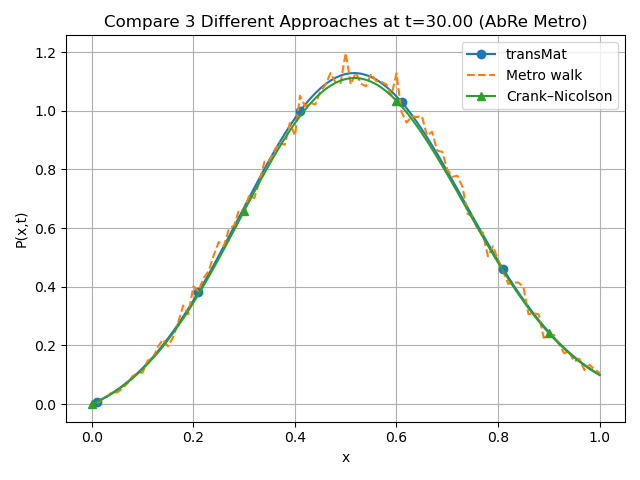 Compare 3 Different Approaches at t=30.00 (AbRe Metro)
transMat
Metro walk
Crank–Nicolson
P(x,t)
1.2
1.0
0.8
0.6
0.4
0.2
0.0
0.0 0.2 0.4 0.6 0.8 1.0
x